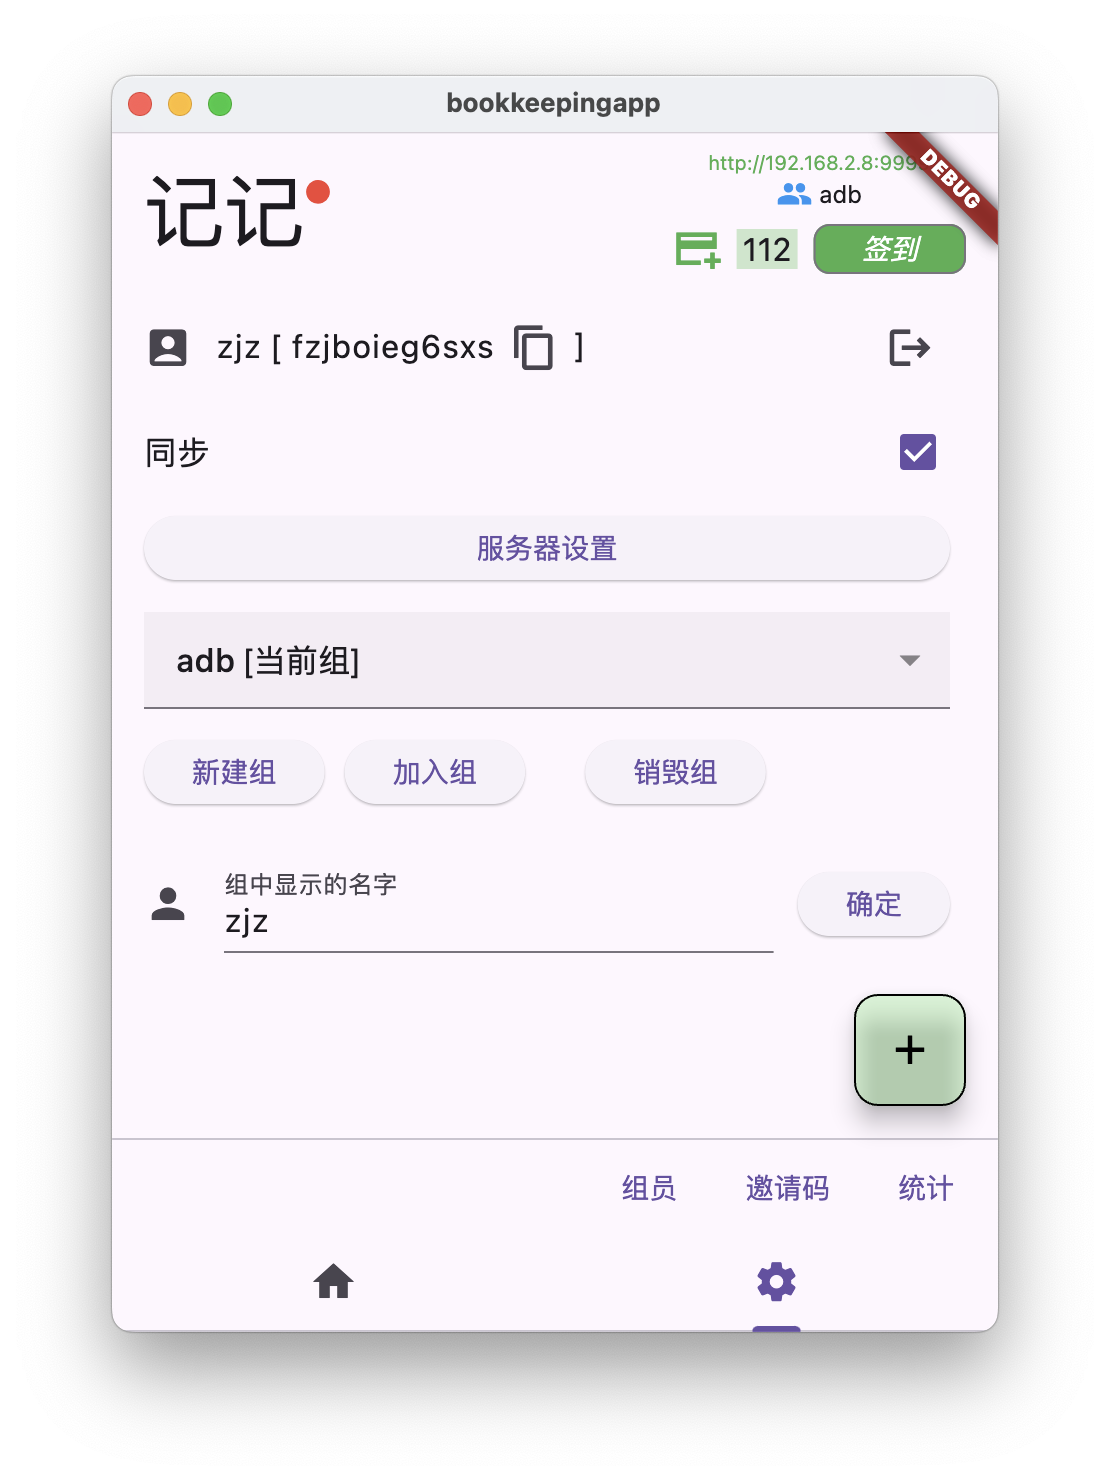 bookkeepingapp
http://192.168.2.8:999
DEBUG
记记
adb
112
签到
zjz [ fzjboieg6sxs ]
同步
服务器设置
adb [当前组]
新建组 加入组 销毁组
组中显示的名字
zjz
确定
+
组员 邀请码 统计